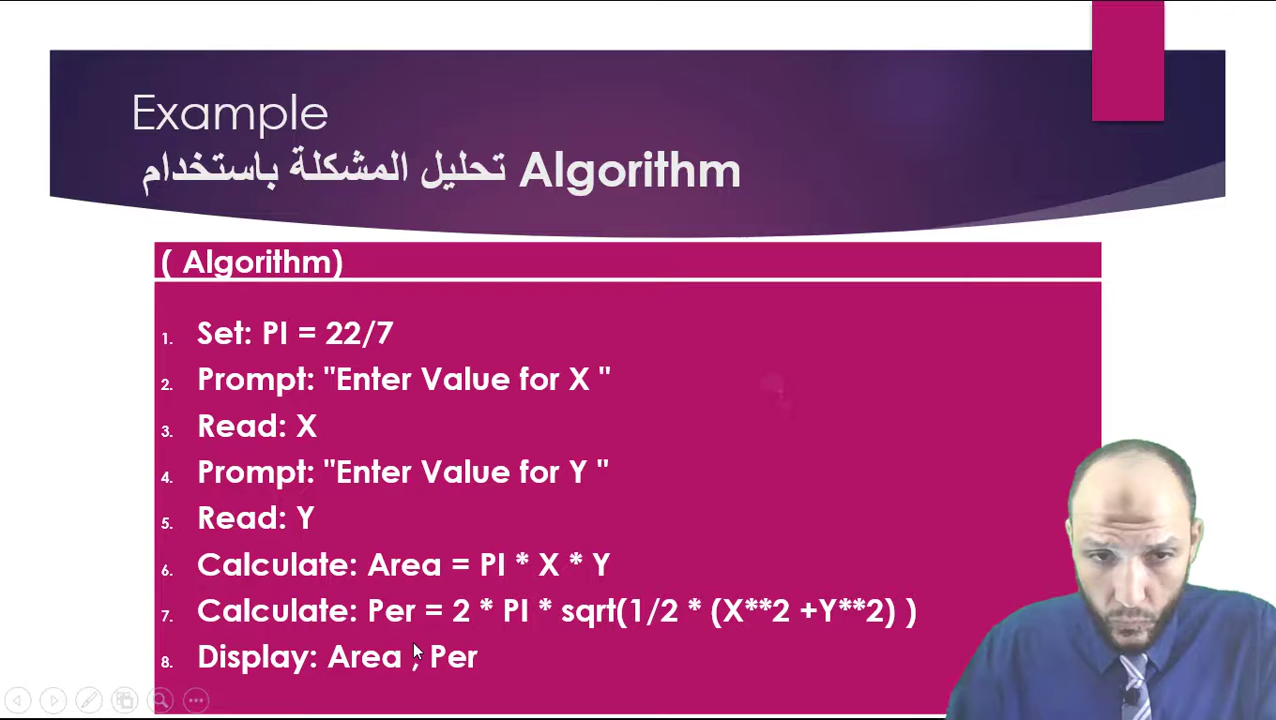 Example
تحليل المشكلة باستخدام Algorithm
( Algorithm)
1. Set: PI = 22/7
2. Prompt: "Enter Value for X "
3. Read: X
4. Prompt: "Enter Value for Y "
5. Read: Y
6. Calculate: Area = PI * X * Y
7. Calculate: Per = 2 * PI * sqrt(1/2 * (X**2 +Y**2) )
8. Display: Area , Per